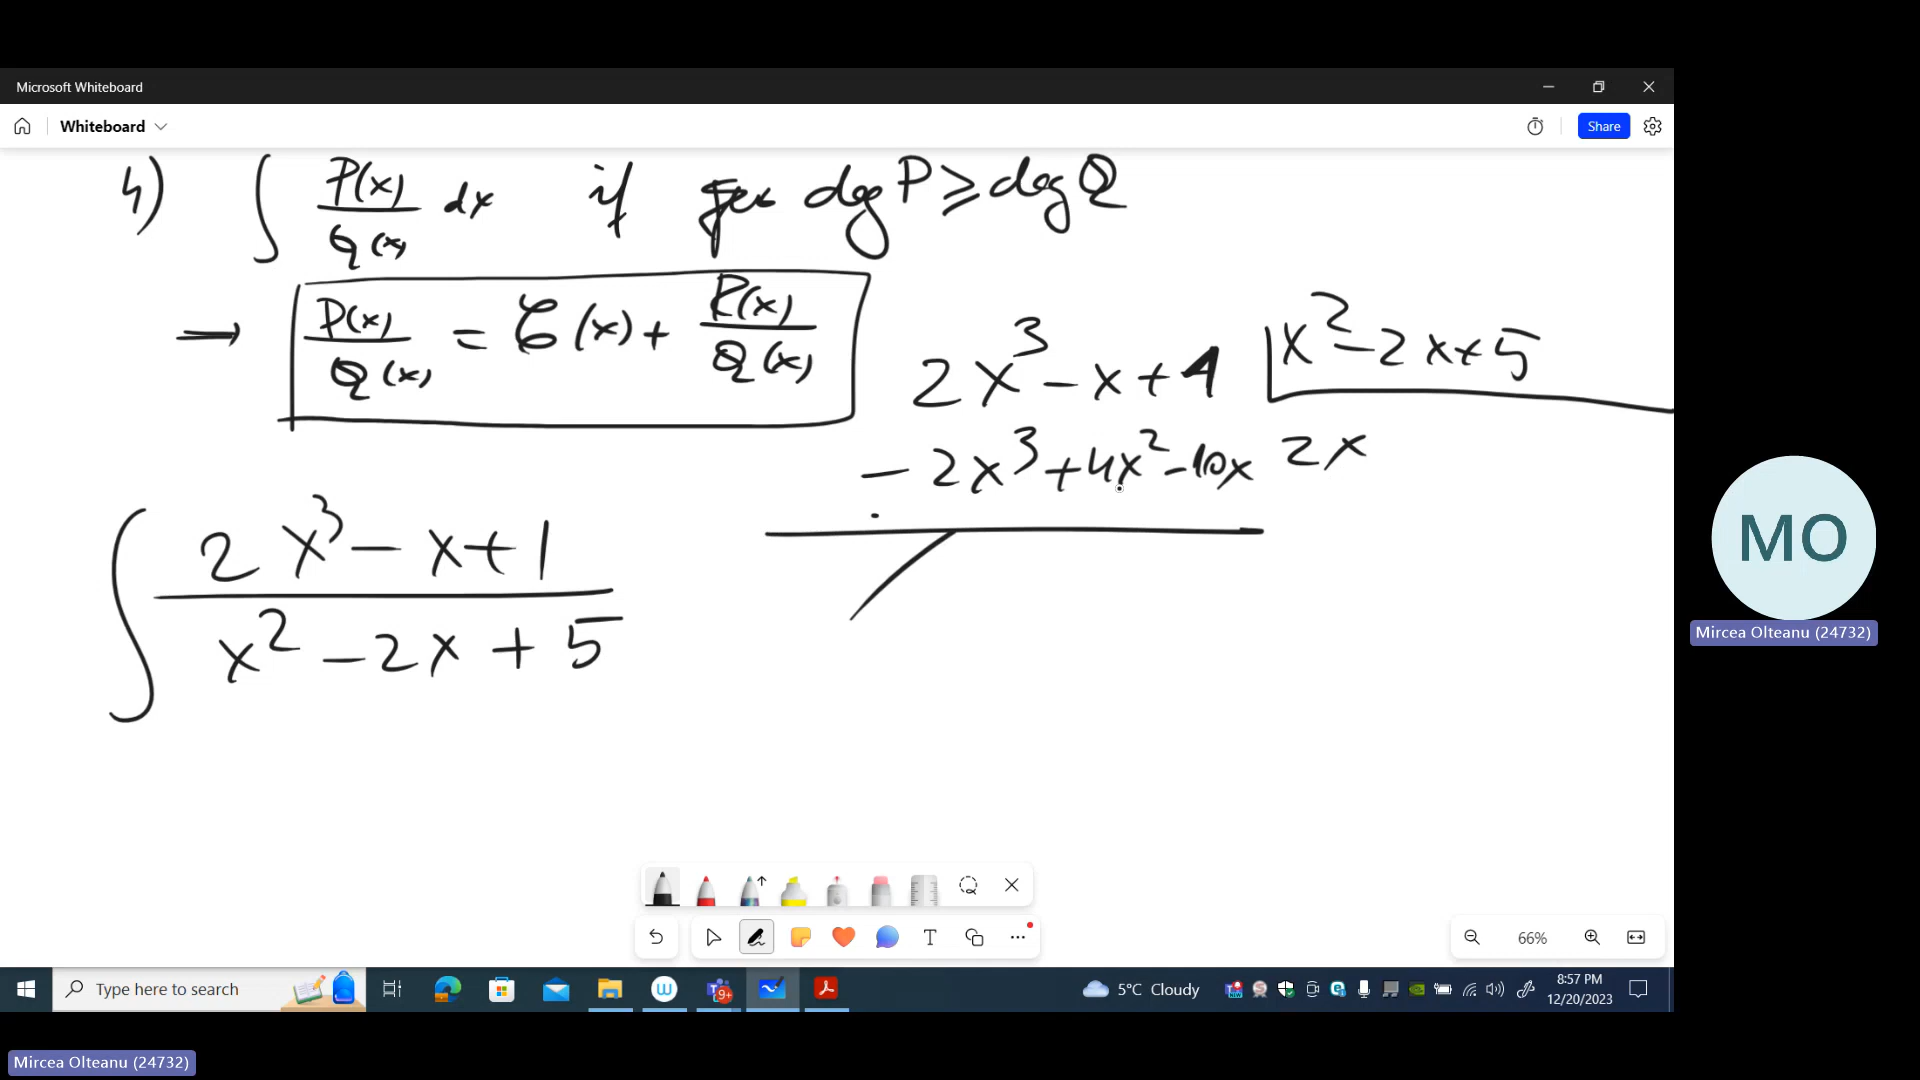 Microsoft Whiteboard
Whiteboard
Share
4) ∫ P(x)/Q(x) dx if deg P ≥ deg Q
⟹ P(x)/Q(x) = C(x) + R(x)/Q(x)
2x³ - x + 1 | x² - 2x + 5
- 2x³ + 4x² - 10x 2x
/
∫ (2x³ - x + 1)/(x² - 2x + 5)
MO
Mircea Olteanu (24732)
T
66%
Type here to search
9+
5°C Cloudy
8:57 PM
12/20/2023
Mircea Olteanu (24732)